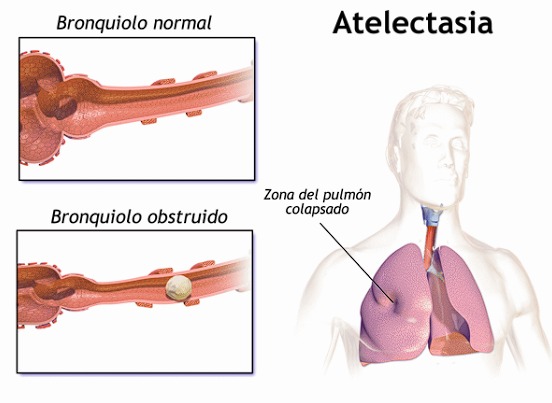 Atelectasia
Bronquiolo normal
Bronquiolo obstruido
Zona del pulmón
colapsado